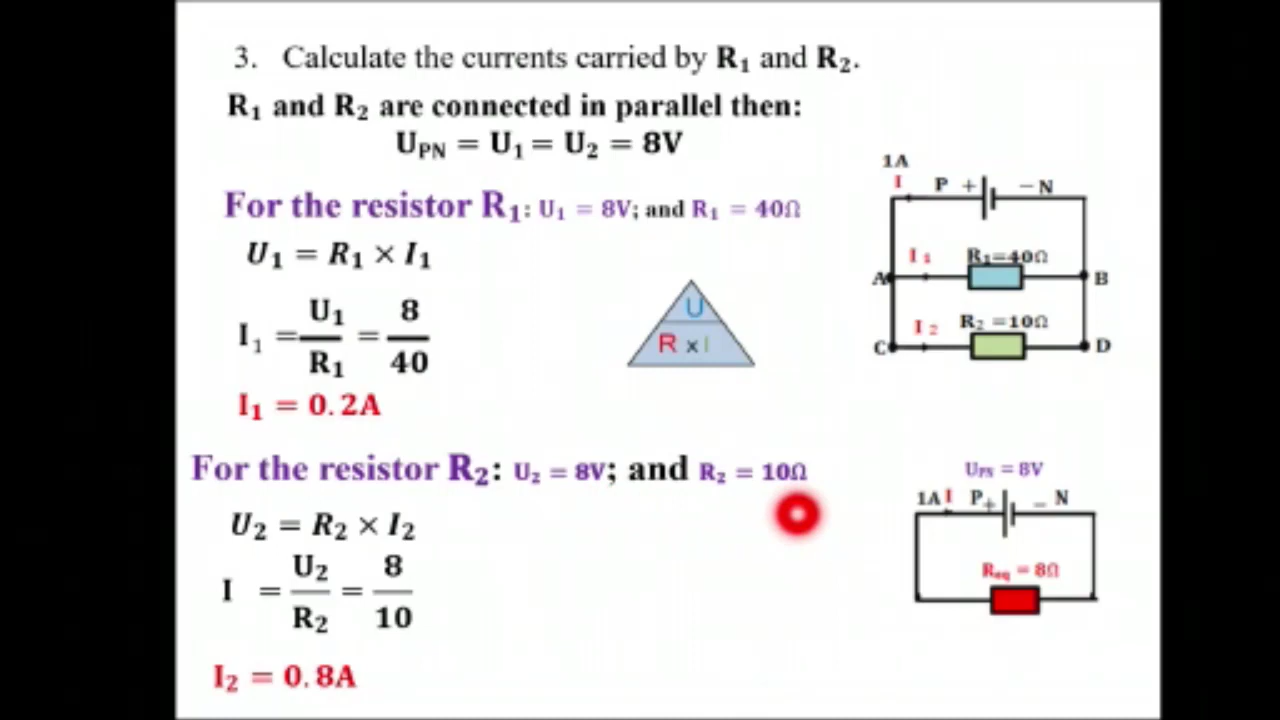 3. Calculate the currents carried by R₁ and R₂.
R₁ and R₂ are connected in parallel then:
U_PN = U₁ = U₂ = 8V
For the resistor R₁: U₁ = 8V; and R₁ = 40Ω
U₁ = R₁ × I₁
I₁ = U₁/R₁ = 8/40
I₁ = 0.2A
U
R x I
For the resistor R₂: U₂ = 8V; and R₂ = 10Ω
U₂ = R₂ × I₂
I = U₂/R₂ = 8/10
I₂ = 0.8A
1A
I P + − N
I₁ R₁=40Ω
A B
I₂ R₂ =10Ω
C D
U_PN = 8V
1A I P + − N
R_eq = 8Ω